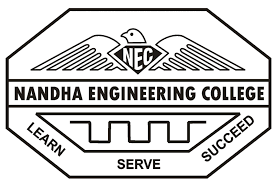 NEC
NANDHA ENGINEERING COLLEGE
LEARN
SERVE
SUCCEED